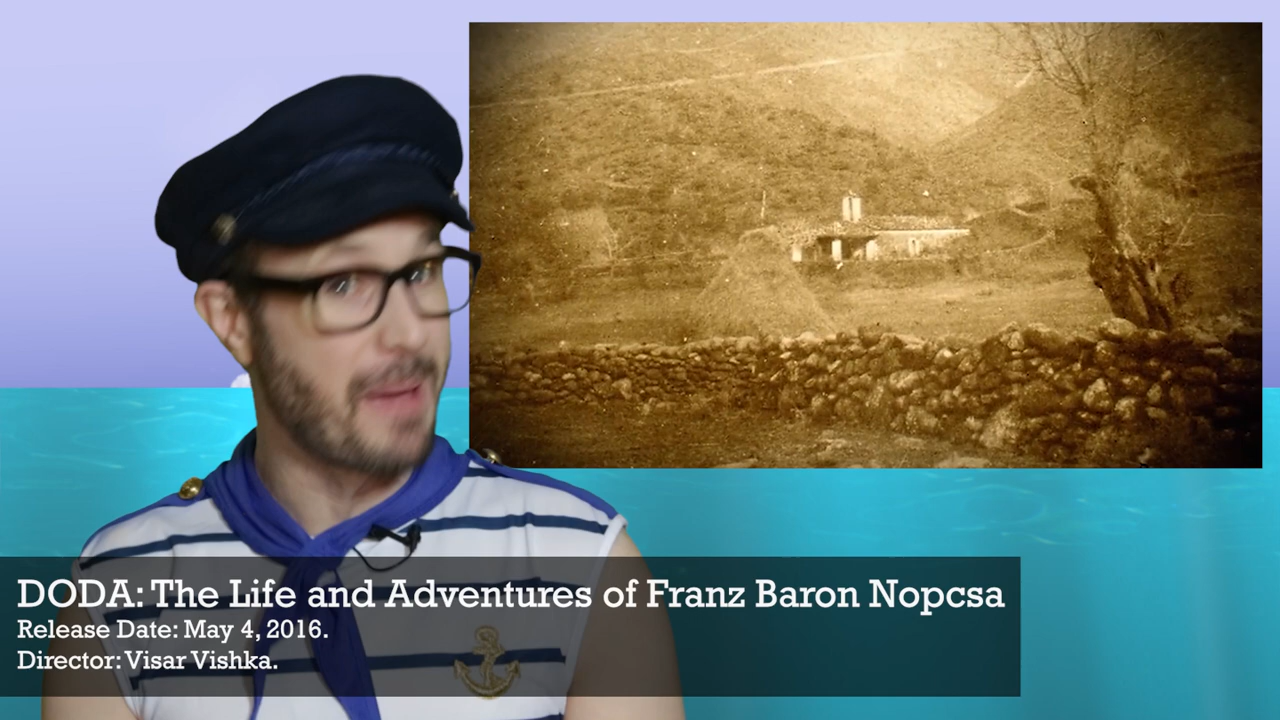 DODA: The Life and Adventures of Franz Baron Nopcsa
Release Date: May 4, 2016.
Director: Visar Vishka.